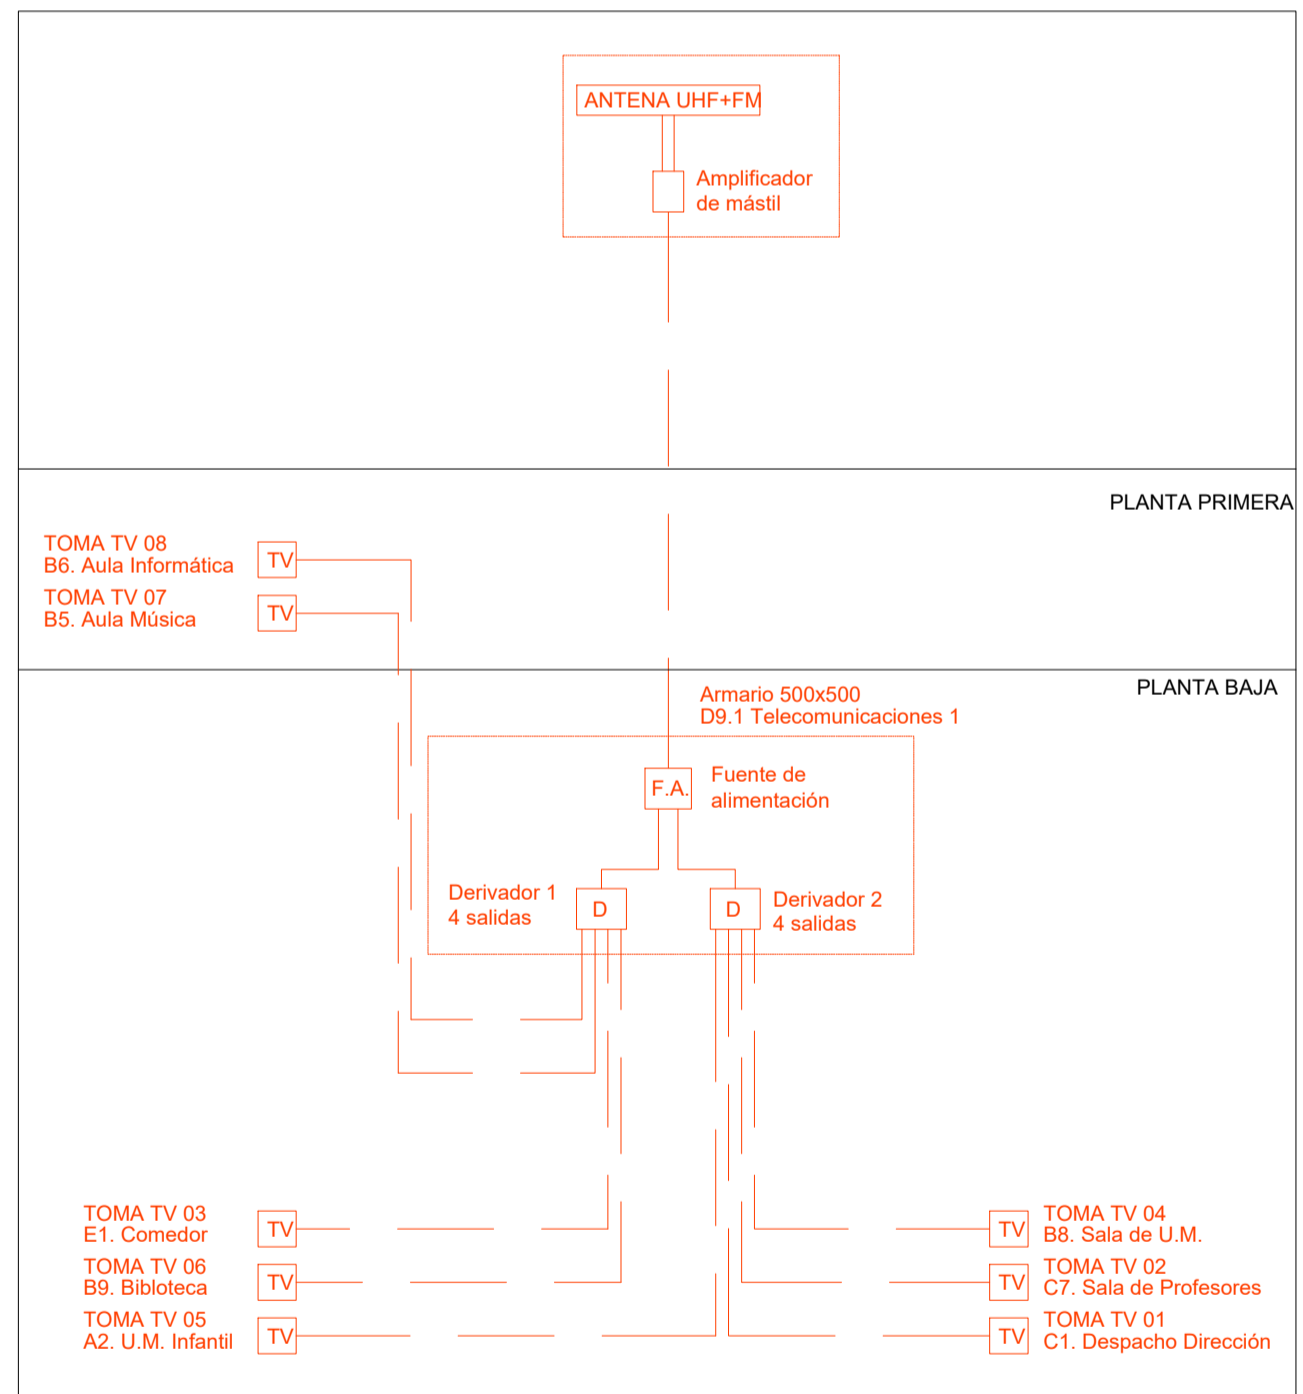 ANTENA UHF+FM
Amplificador
de mástil
PLANTA PRIMERA
TOMA TV 08
B6. Aula Informática
TV
TOMA TV 07
B5. Aula Música
TV
PLANTA BAJA
Armario 500x500
D9.1 Telecomunicaciones 1
F.A.
Fuente de
alimentación
Derivador 1
4 salidas
D
D
Derivador 2
4 salidas
TOMA TV 03
E1. Comedor
TV
TOMA TV 06
B9. Bibloteca
TV
TOMA TV 05
A2. U.M. Infantil
TV
TV
TOMA TV 04
B8. Sala de U.M.
TV
TOMA TV 02
C7. Sala de Profesores
TV
TOMA TV 01
C1. Despacho Dirección